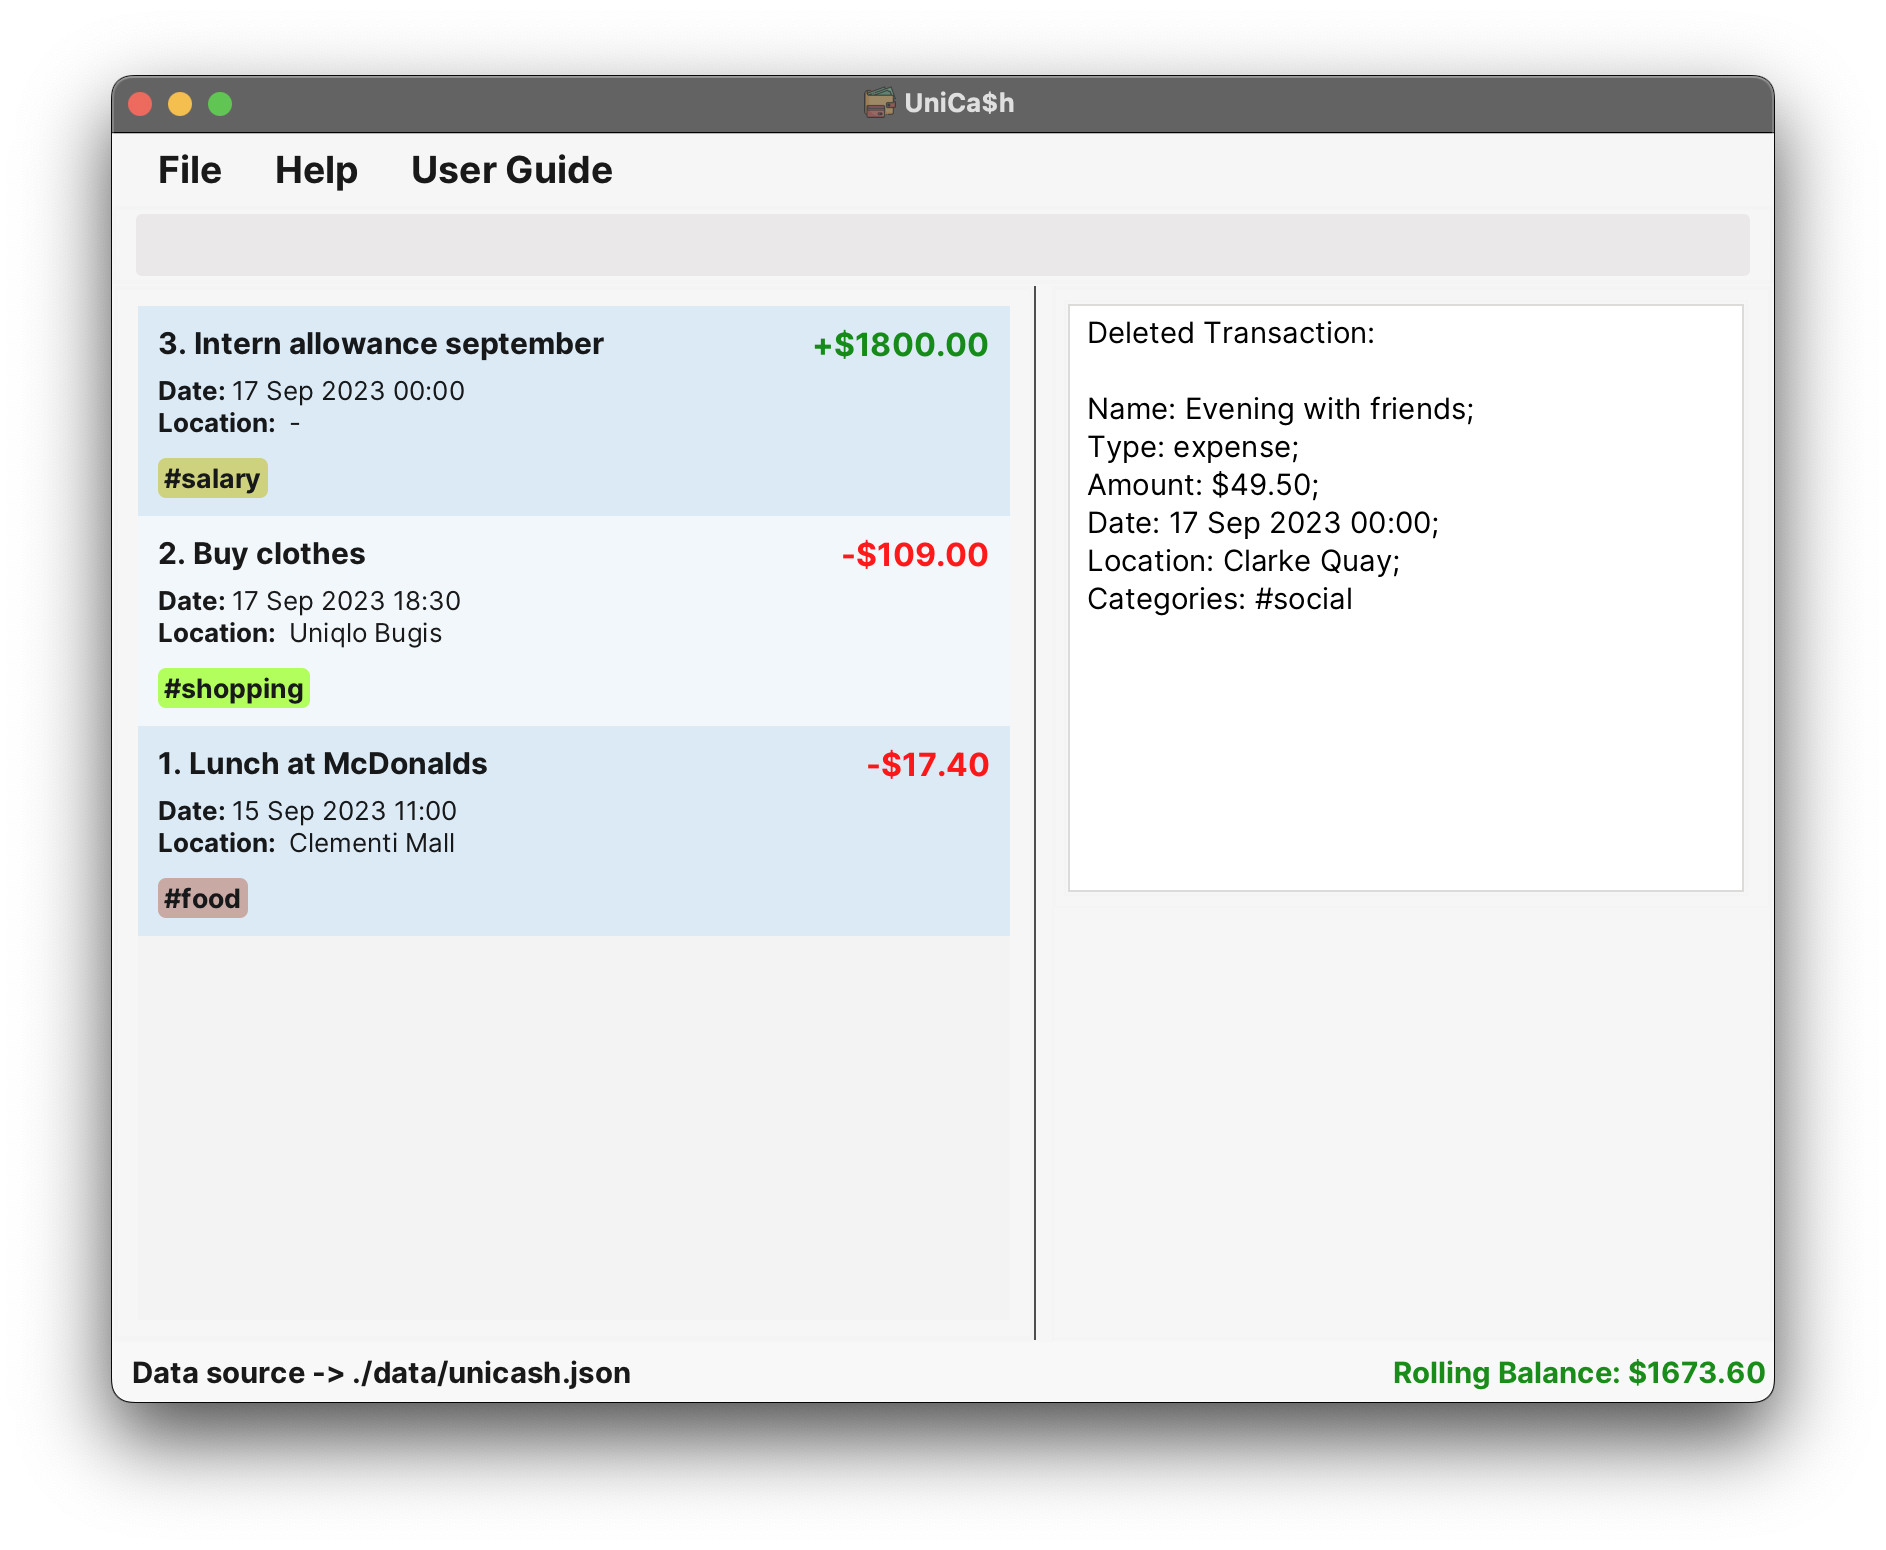 UniCa$h
File Help User Guide
3. Intern allowance september +$1800.00
Date: 17 Sep 2023 00:00
Location: -
#salary
2. Buy clothes -$109.00
Date: 17 Sep 2023 18:30
Location: Uniqlo Bugis
#shopping
1. Lunch at McDonalds -$17.40
Date: 15 Sep 2023 11:00
Location: Clementi Mall
#food
Deleted Transaction:
Name: Evening with friends;
Type: expense;
Amount: $49.50;
Date: 17 Sep 2023 00:00;
Location: Clarke Quay;
Categories: #social
Data source -> ./data/unicash.json
Rolling Balance: $1673.60